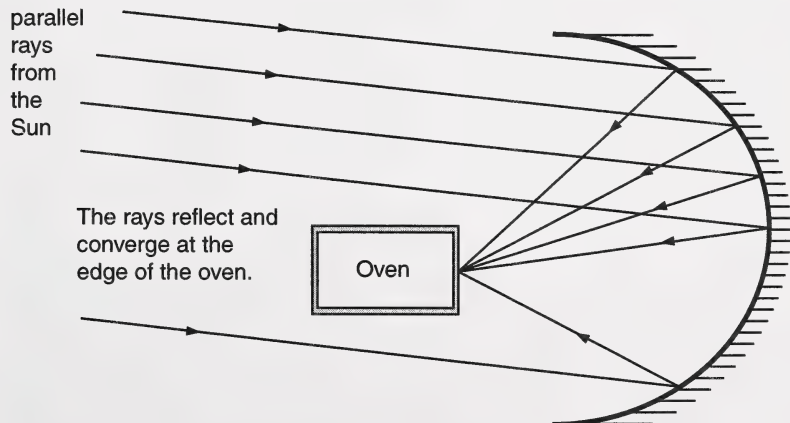 parallel
rays
from
the
Sun
The rays reflect and
converge at the
edge of the oven.
Oven